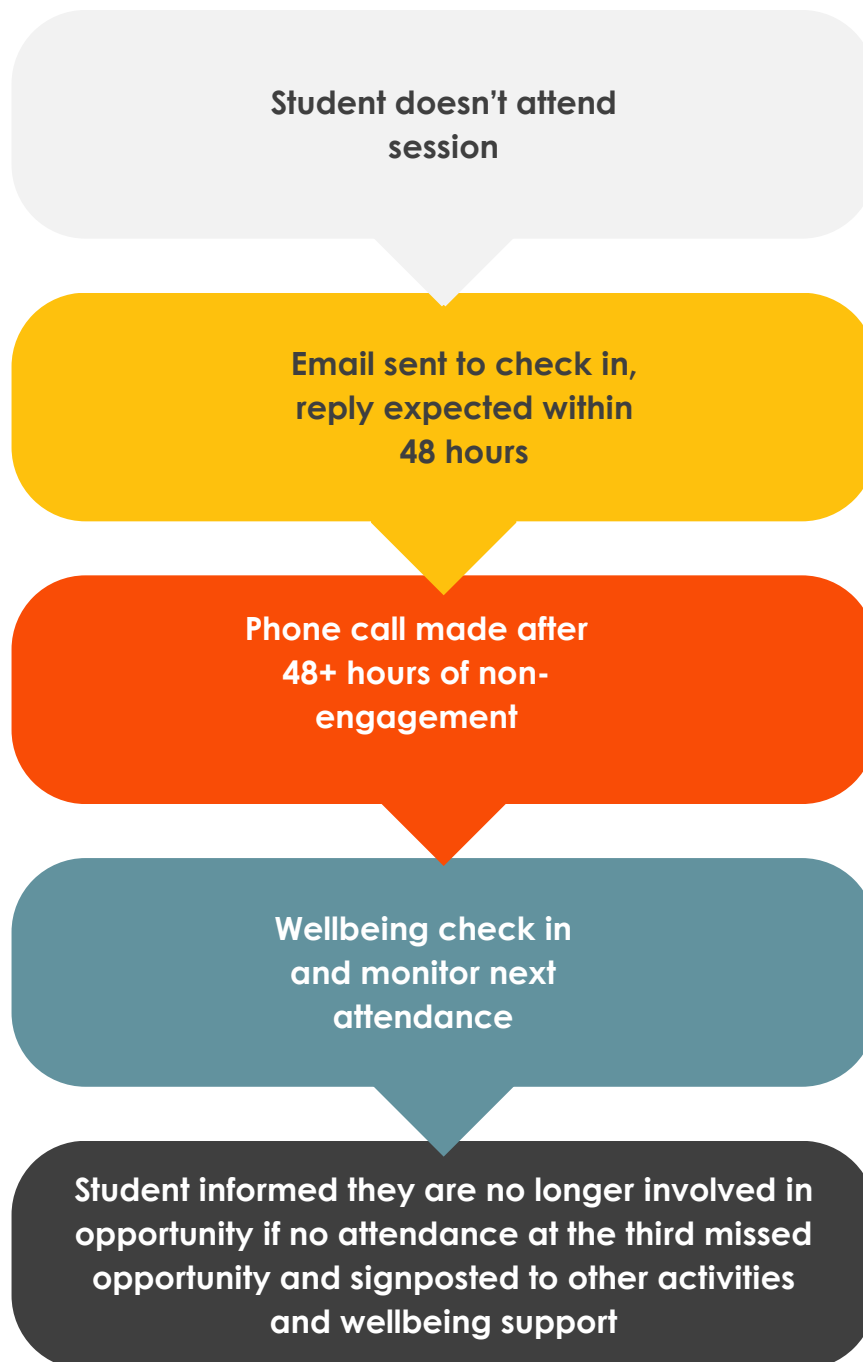 Student doesn’t attend
session
Email sent to check in,
reply expected within
48 hours
Phone call made after
48+ hours of non-
engagement
Wellbeing check in
and monitor next
attendance
Student informed they are no longer involved in
opportunity if no attendance at the third missed
opportunity and signposted to other activities
and wellbeing support